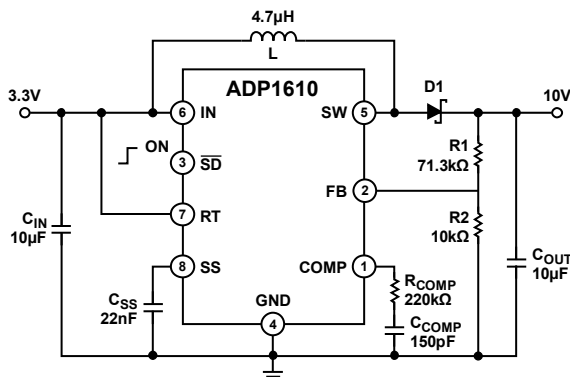 4.7μH
L
ADP1610
3.3V
6
IN
SW
5
D1
10V
ON
3
SD
R1
71.3kΩ
FB
2
CIN
10μF
7
RT
R2
10kΩ
8
SS
COMP
1
COUT
10μF
CSS
22nF
GND
4
RCOMP
220kΩ
CCOMP
150pF